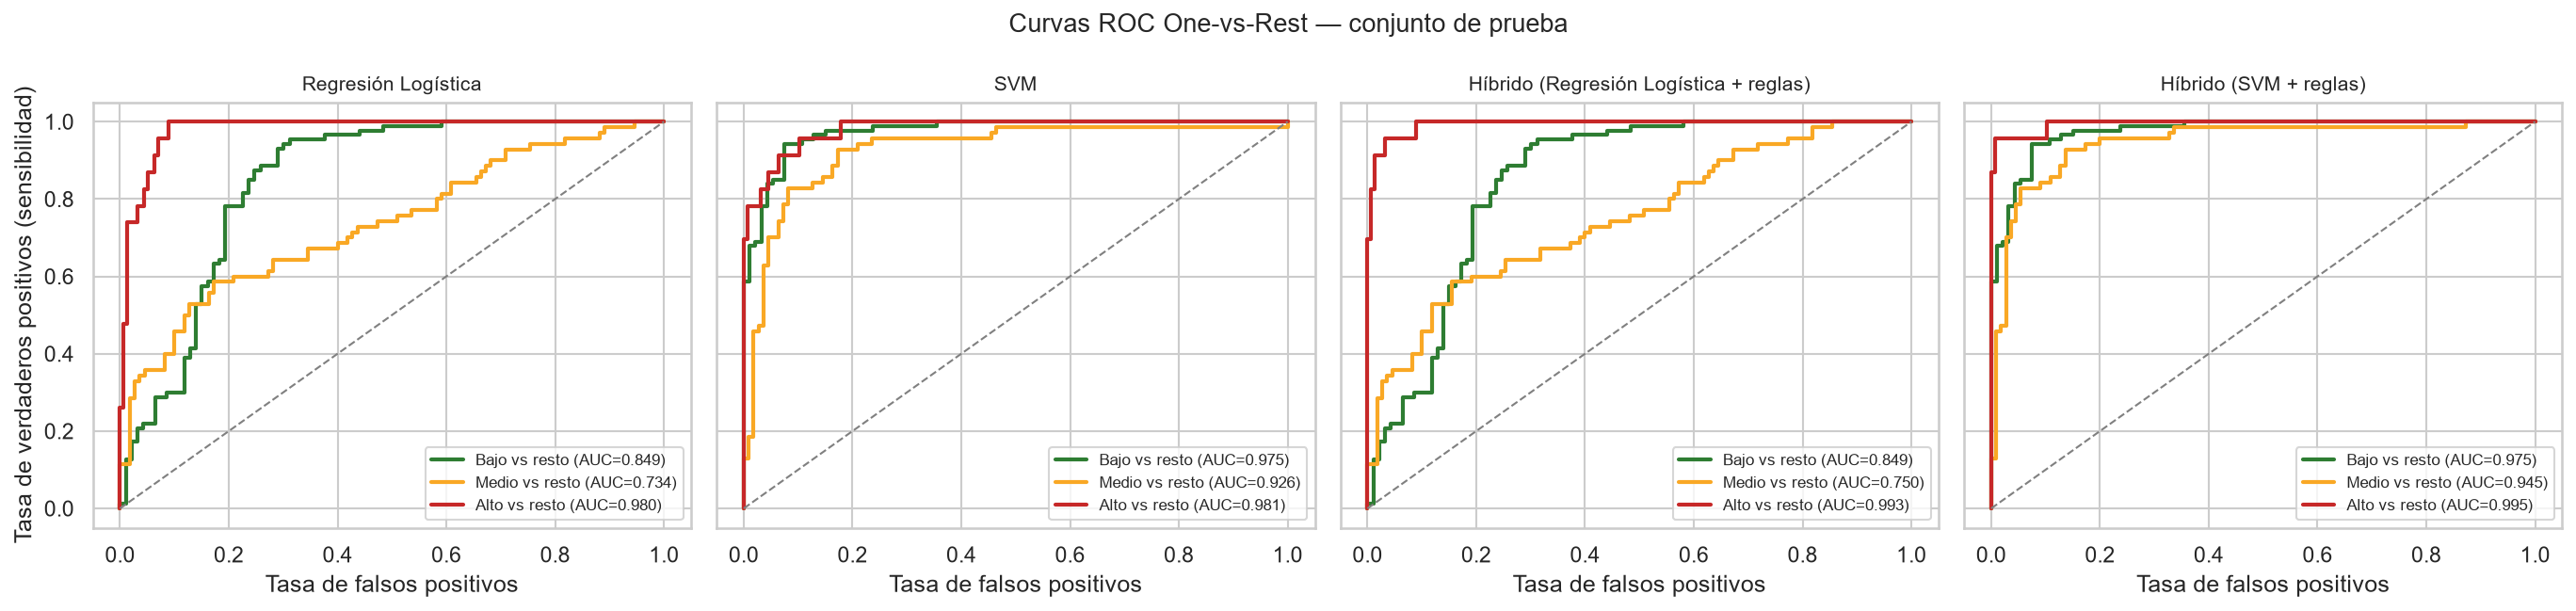 Curvas ROC One-vs-Rest — conjunto de prueba
Regresión Logística
Tasa de verdaderos positivos (sensibilidad)
1.0
0.8
0.6
0.4
0.2
0.0
0.0 0.2 0.4 0.6 0.8 1.0
Tasa de falsos positivos
Bajo vs resto (AUC=0.849)
Medio vs resto (AUC=0.734)
Alto vs resto (AUC=0.980)
SVM
0.0 0.2 0.4 0.6 0.8 1.0
Tasa de falsos positivos
Bajo vs resto (AUC=0.975)
Medio vs resto (AUC=0.926)
Alto vs resto (AUC=0.981)
Híbrido (Regresión Logística + reglas)
0.0 0.2 0.4 0.6 0.8 1.0
Tasa de falsos positivos
Bajo vs resto (AUC=0.849)
Medio vs resto (AUC=0.750)
Alto vs resto (AUC=0.993)
Híbrido (SVM + reglas)
0.0 0.2 0.4 0.6 0.8 1.0
Tasa de falsos positivos
Bajo vs resto (AUC=0.975)
Medio vs resto (AUC=0.945)
Alto vs resto (AUC=0.995)